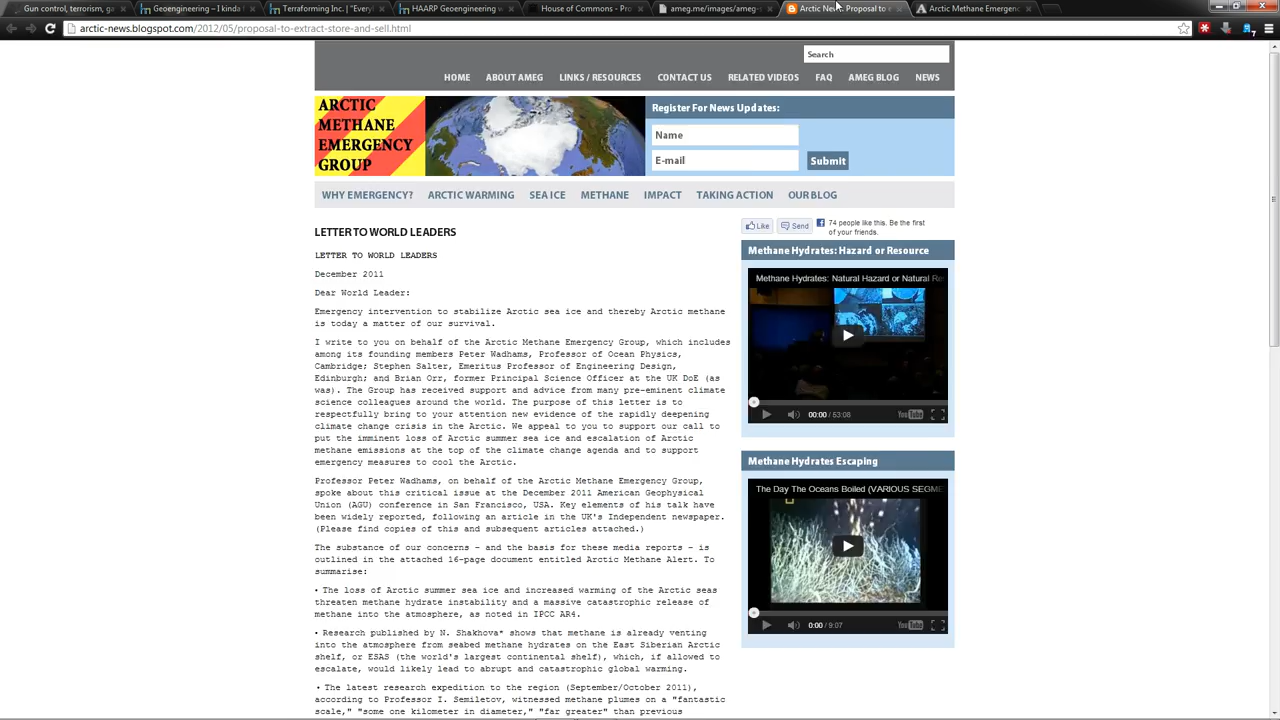 Gun control, terrorism, ga
Geoengineering – I kinda f
Terraforming Inc. | "Everyl
HAARP Geoengineering w
House of Commons - Pro
ameg.me/images/ameg-
Arctic News: Proposal to e
Arctic Methane Emergenc
arctic-news.blogspot.com/2012/05/proposal-to-extract-store-and-sell.html
7
Search
HOME ABOUT AMEG LINKS / RESOURCES CONTACT US RELATED VIDEOS FAQ AMEG BLOG NEWS
ARCTIC
METHANE
EMERGENCY
GROUP
Register For News Updates:
Name
E-mail
Submit
WHY EMERGENCY? ARCTIC WARMING SEA ICE METHANE IMPACT TAKING ACTION OUR BLOG
LETTER TO WORLD LEADERS
LETTER TO WORLD LEADERS
December 2011
Dear World Leader:
Emergency intervention to stabilize Arctic sea ice and thereby Arctic methane
is today a matter of our survival.
I write to you on behalf of the Arctic Methane Emergency Group, which includes
among its founding members Peter Wadhams, Professor of Ocean Physics,
Cambridge; Stephen Salter, Emeritus Professor of Engineering Design,
Edinburgh; and Brian Orr, former Principal Science Officer at the UK DoE (as
was). The Group has received support and advice from many pre-eminent climate
science colleagues around the world. The purpose of this letter is to
respectfully bring to your attention new evidence of the rapidly deepening
climate change crisis in the Arctic. We appeal to you to support our call to
put the imminent loss of Arctic summer sea ice and escalation of Arctic
methane emissions at the top of the climate change agenda and to support
emergency measures to cool the Arctic.
Professor Peter Wadhams, on behalf of the Arctic Methane Emergency Group,
spoke about this critical issue at the December 2011 American Geophysical
Union (AGU) conference in San Francisco, USA. Key elements of his talk have
been widely reported, following an article in the UK's Independent newspaper.
(Please find copies of this and subsequent articles attached.)
The substance of our concerns – and the basis for these media reports – is
outlined in the attached 16-page document entitled Arctic Methane Alert. To
summarise:
• The loss of Arctic summer sea ice and increased warming of the Arctic seas
threaten methane hydrate instability and a massive catastrophic release of
methane into the atmosphere, as noted in IPCC AR4.
• Research published by N. Shakhova* shows that methane is already venting
into the atmosphere from seabed methane hydrates on the East Siberian Arctic
shelf, or ESAS (the world's largest continental shelf), which, if allowed to
escalate, would likely lead to abrupt and catastrophic global warming.
• The latest research expedition to the region (September/October 2011),
according to Professor I. Semiletov, witnessed methane plumes on a "fantastic
scale," "some one kilometer in diameter," "far greater" than previous
Like Send 74 people like this. Be the first
of your friends.
Methane Hydrates: Hazard or Resource
Methane Hydrates: Natural Hazard or Natural Re
00:00 / 53:08 YouTube
Methane Hydrates Escaping
The Day The Oceans Boiled (VARIOUS SEGME
0:00 / 9:07 YouTube